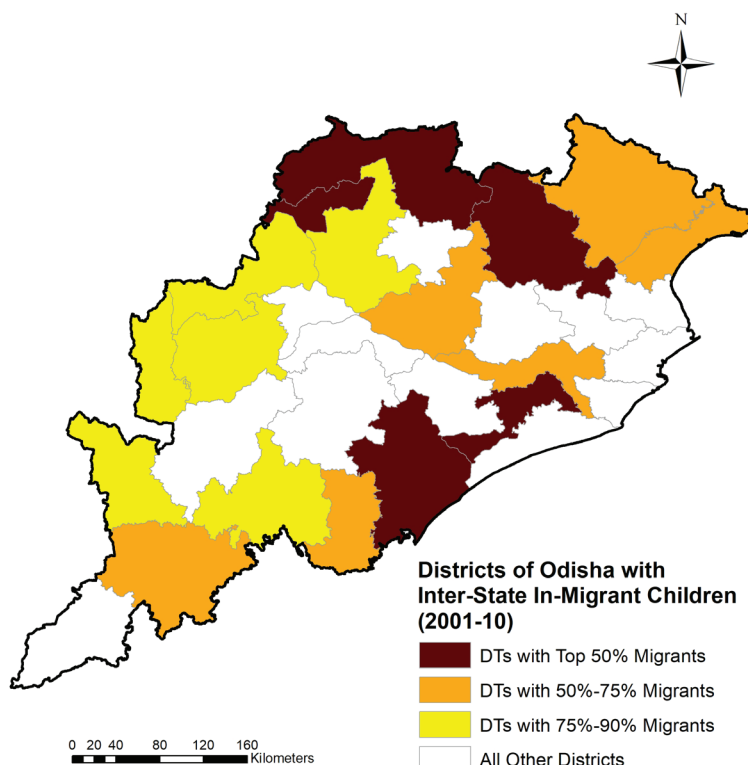 N
Districts of Odisha with
Inter-State In-Migrant Children
(2001-10)
DTs with Top 50% Migrants
DTs with 50%-75% Migrants
DTs with 75%-90% Migrants
All Other Districts
0 20 40 80 120 160
Kilometers